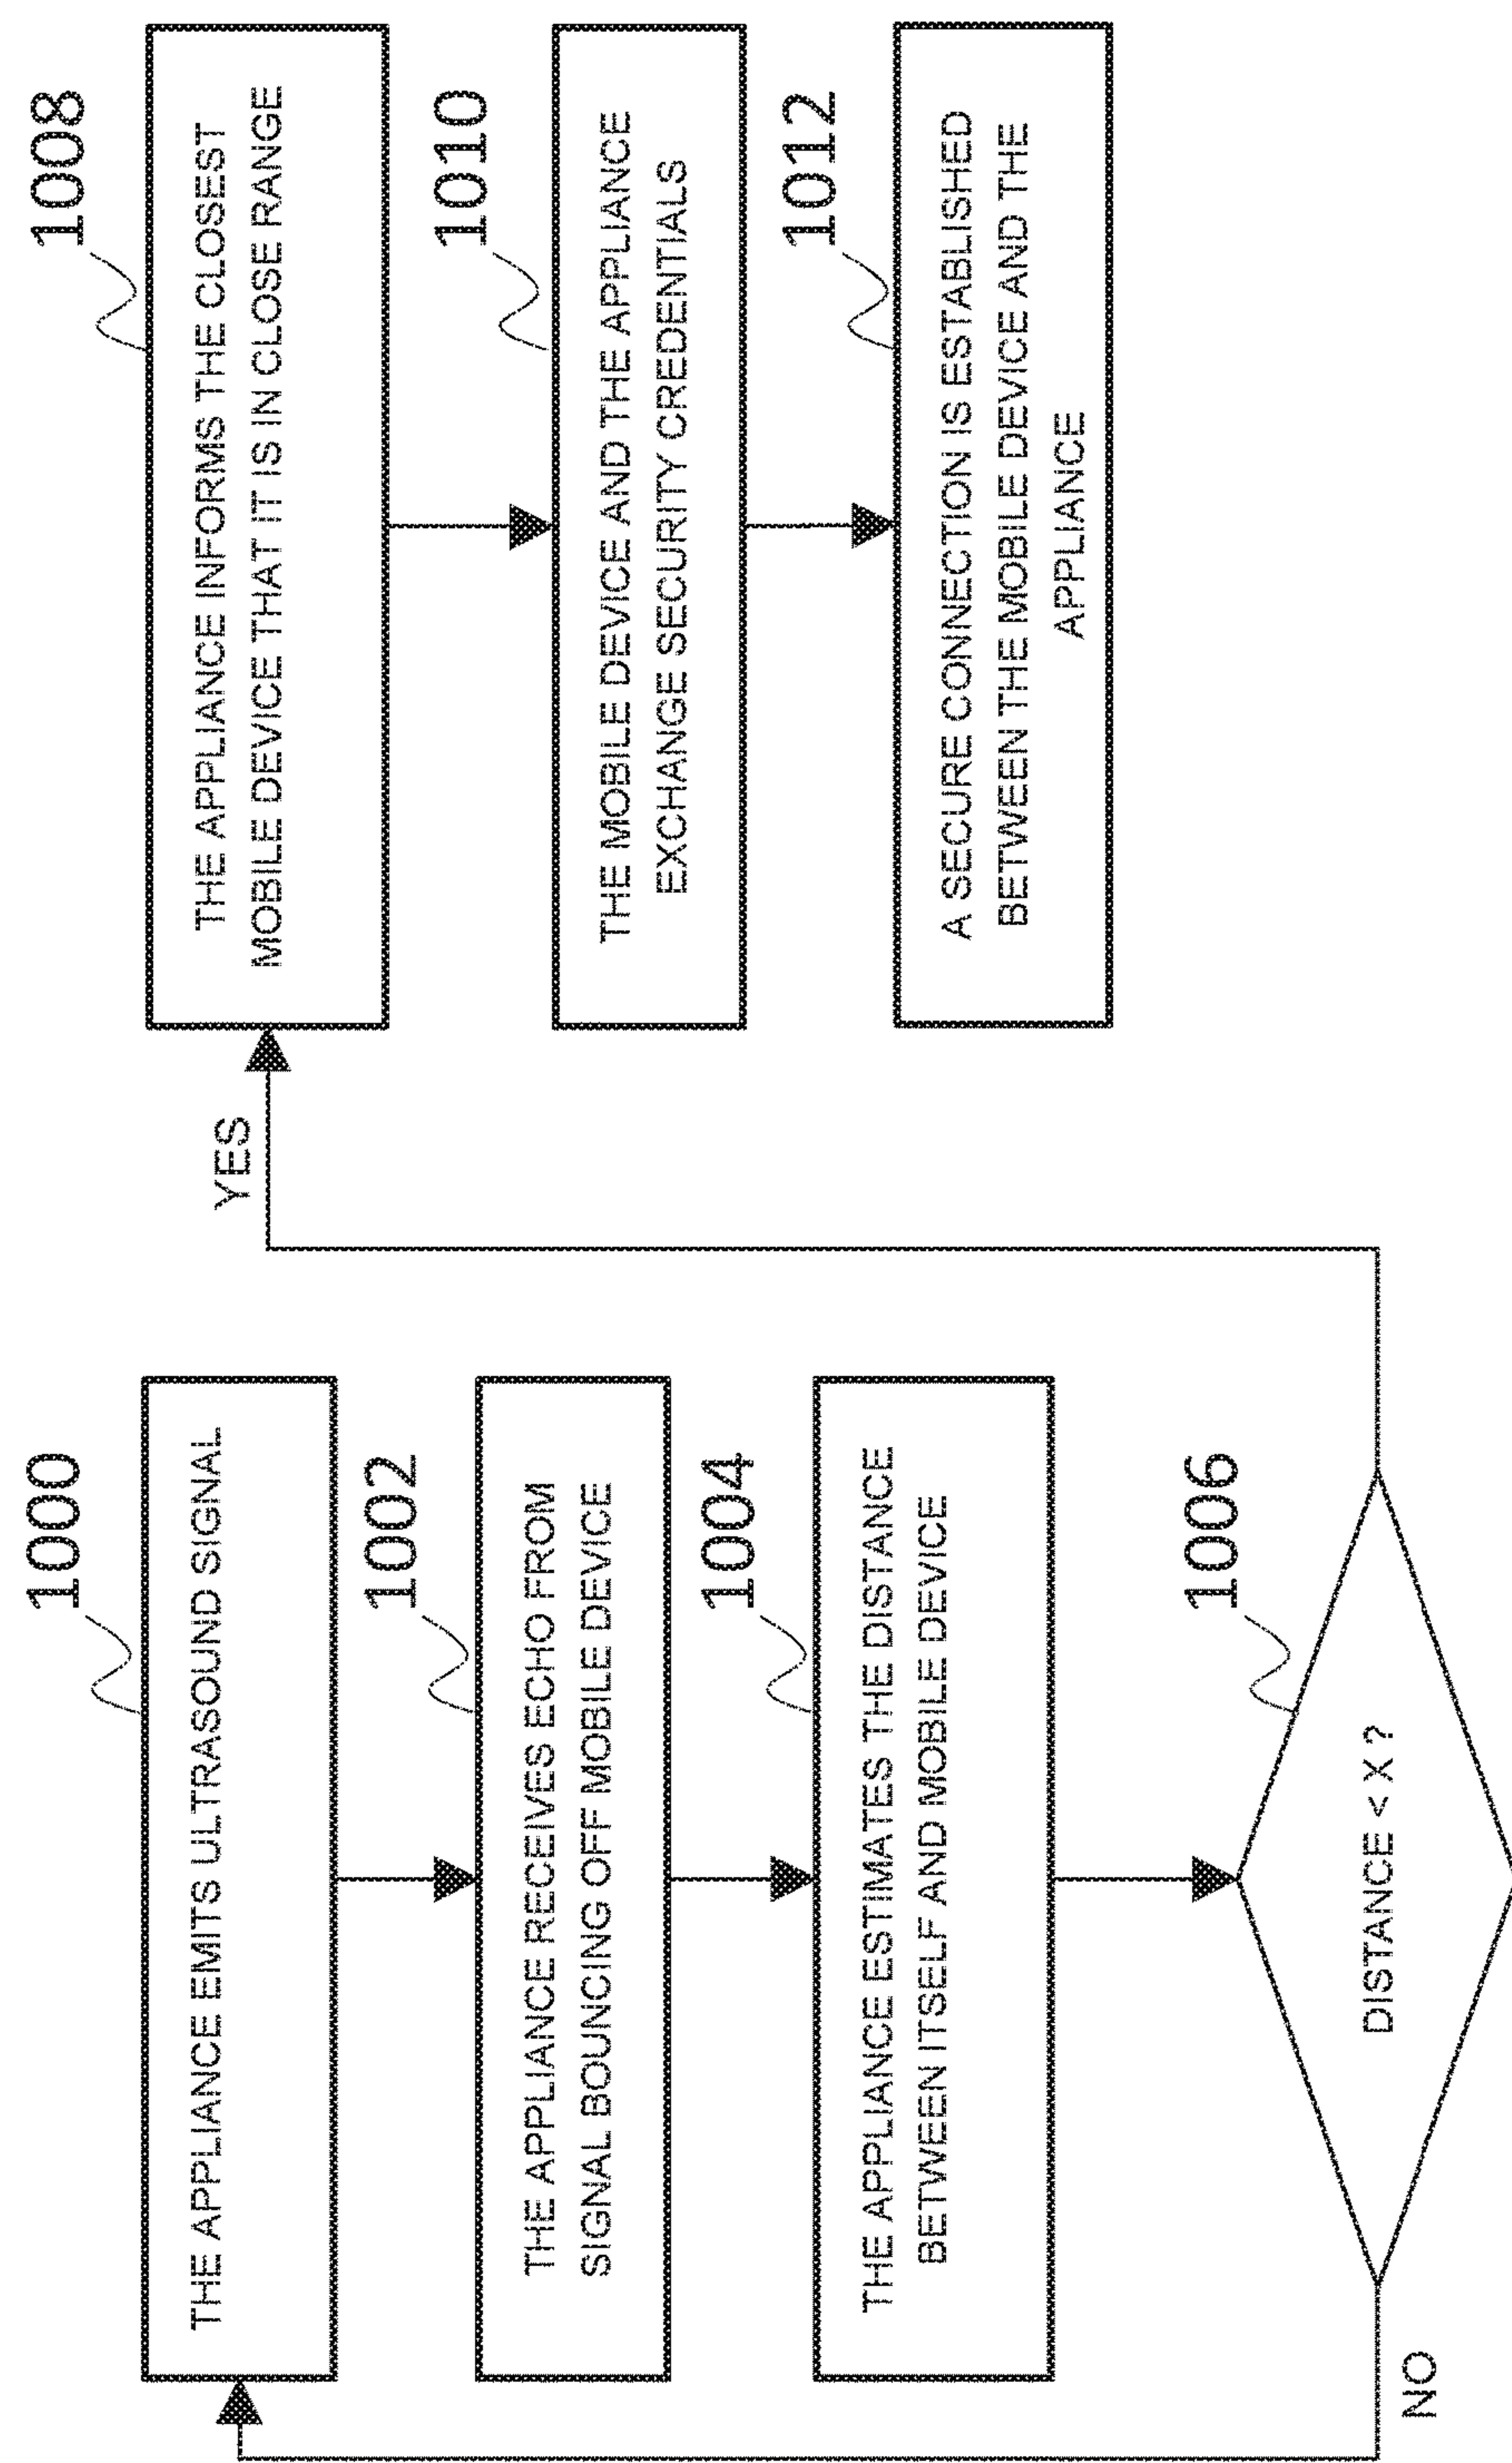 1000
THE APPLIANCE EMITS ULTRASOUND SIGNAL
1002
THE APPLIANCE RECEIVES ECHO FROM
SIGNAL BOUNCING OFF MOBILE DEVICE
1004
THE APPLIANCE ESTIMATES THE DISTANCE
BETWEEN ITSELF AND MOBILE DEVICE
1006
DISTANCE < X ?
NO
YES
1008
THE APPLIANCE INFORMS THE CLOSEST
MOBILE DEVICE THAT IT IS IN CLOSE RANGE
1010
THE MOBILE DEVICE AND THE APPLIANCE
EXCHANGE SECURITY CREDENTIALS
1012
A SECURE CONNECTION IS ESTABLISHED
BETWEEN THE MOBILE DEVICE AND THE
APPLIANCE